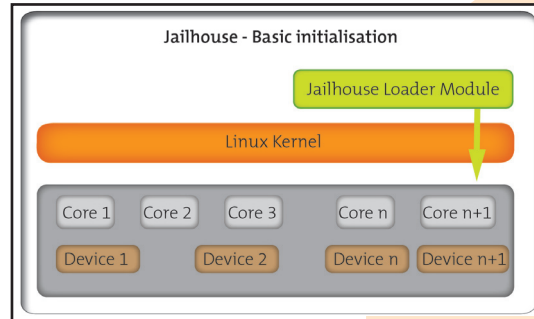 Jailhouse - Basic initialisation
Jailhouse Loader Module
Linux Kernel
Core 1 Core 2 Core 3 Core n Core n+1
Device 1 Device 2 Device n Device n+1